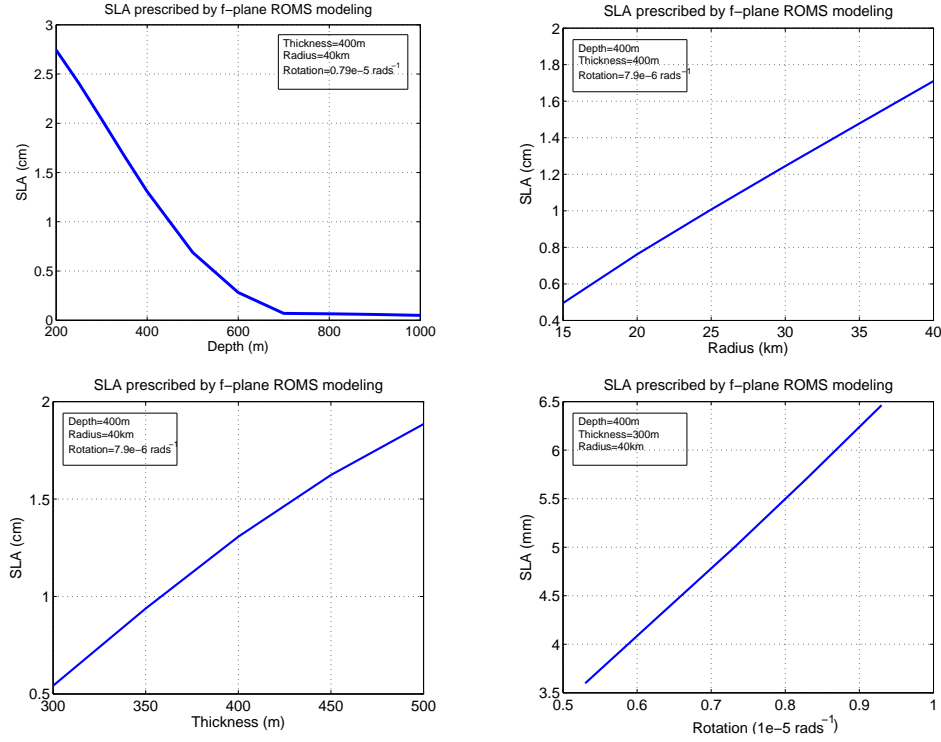 SLA prescribed by f−plane ROMS modeling
3
2.5
2
1.5
1
0.5
0
SLA (cm)
Thickness=400m
Radius=40km
Rotation=0.79e−5 rads−1
200 400 600 800 1000
Depth (m)
SLA prescribed by f−plane ROMS modeling
2
1.8
1.6
1.4
1.2
1
0.8
0.6
0.4
SLA (cm)
Depth=400m
Thickness=400m
Rotation=7.9e−6 rads−1
15 20 25 30 35 40
Radius (km)
SLA prescribed by f−plane ROMS modeling
2
1.5
1
0.5
SLA (cm)
Depth=400m
Radius=40km
Rotation=7.9e−6 rads−1
300 350 400 450 500
Thickness (m)
SLA prescribed by f−plane ROMS modeling
6.5
6
5.5
5
4.5
4
3.5
SLA (mm)
Depth=400m
Thickness=300m
Radius=40km
0.5 0.6 0.7 0.8 0.9 1
Rotation (1e−5 rads−1)